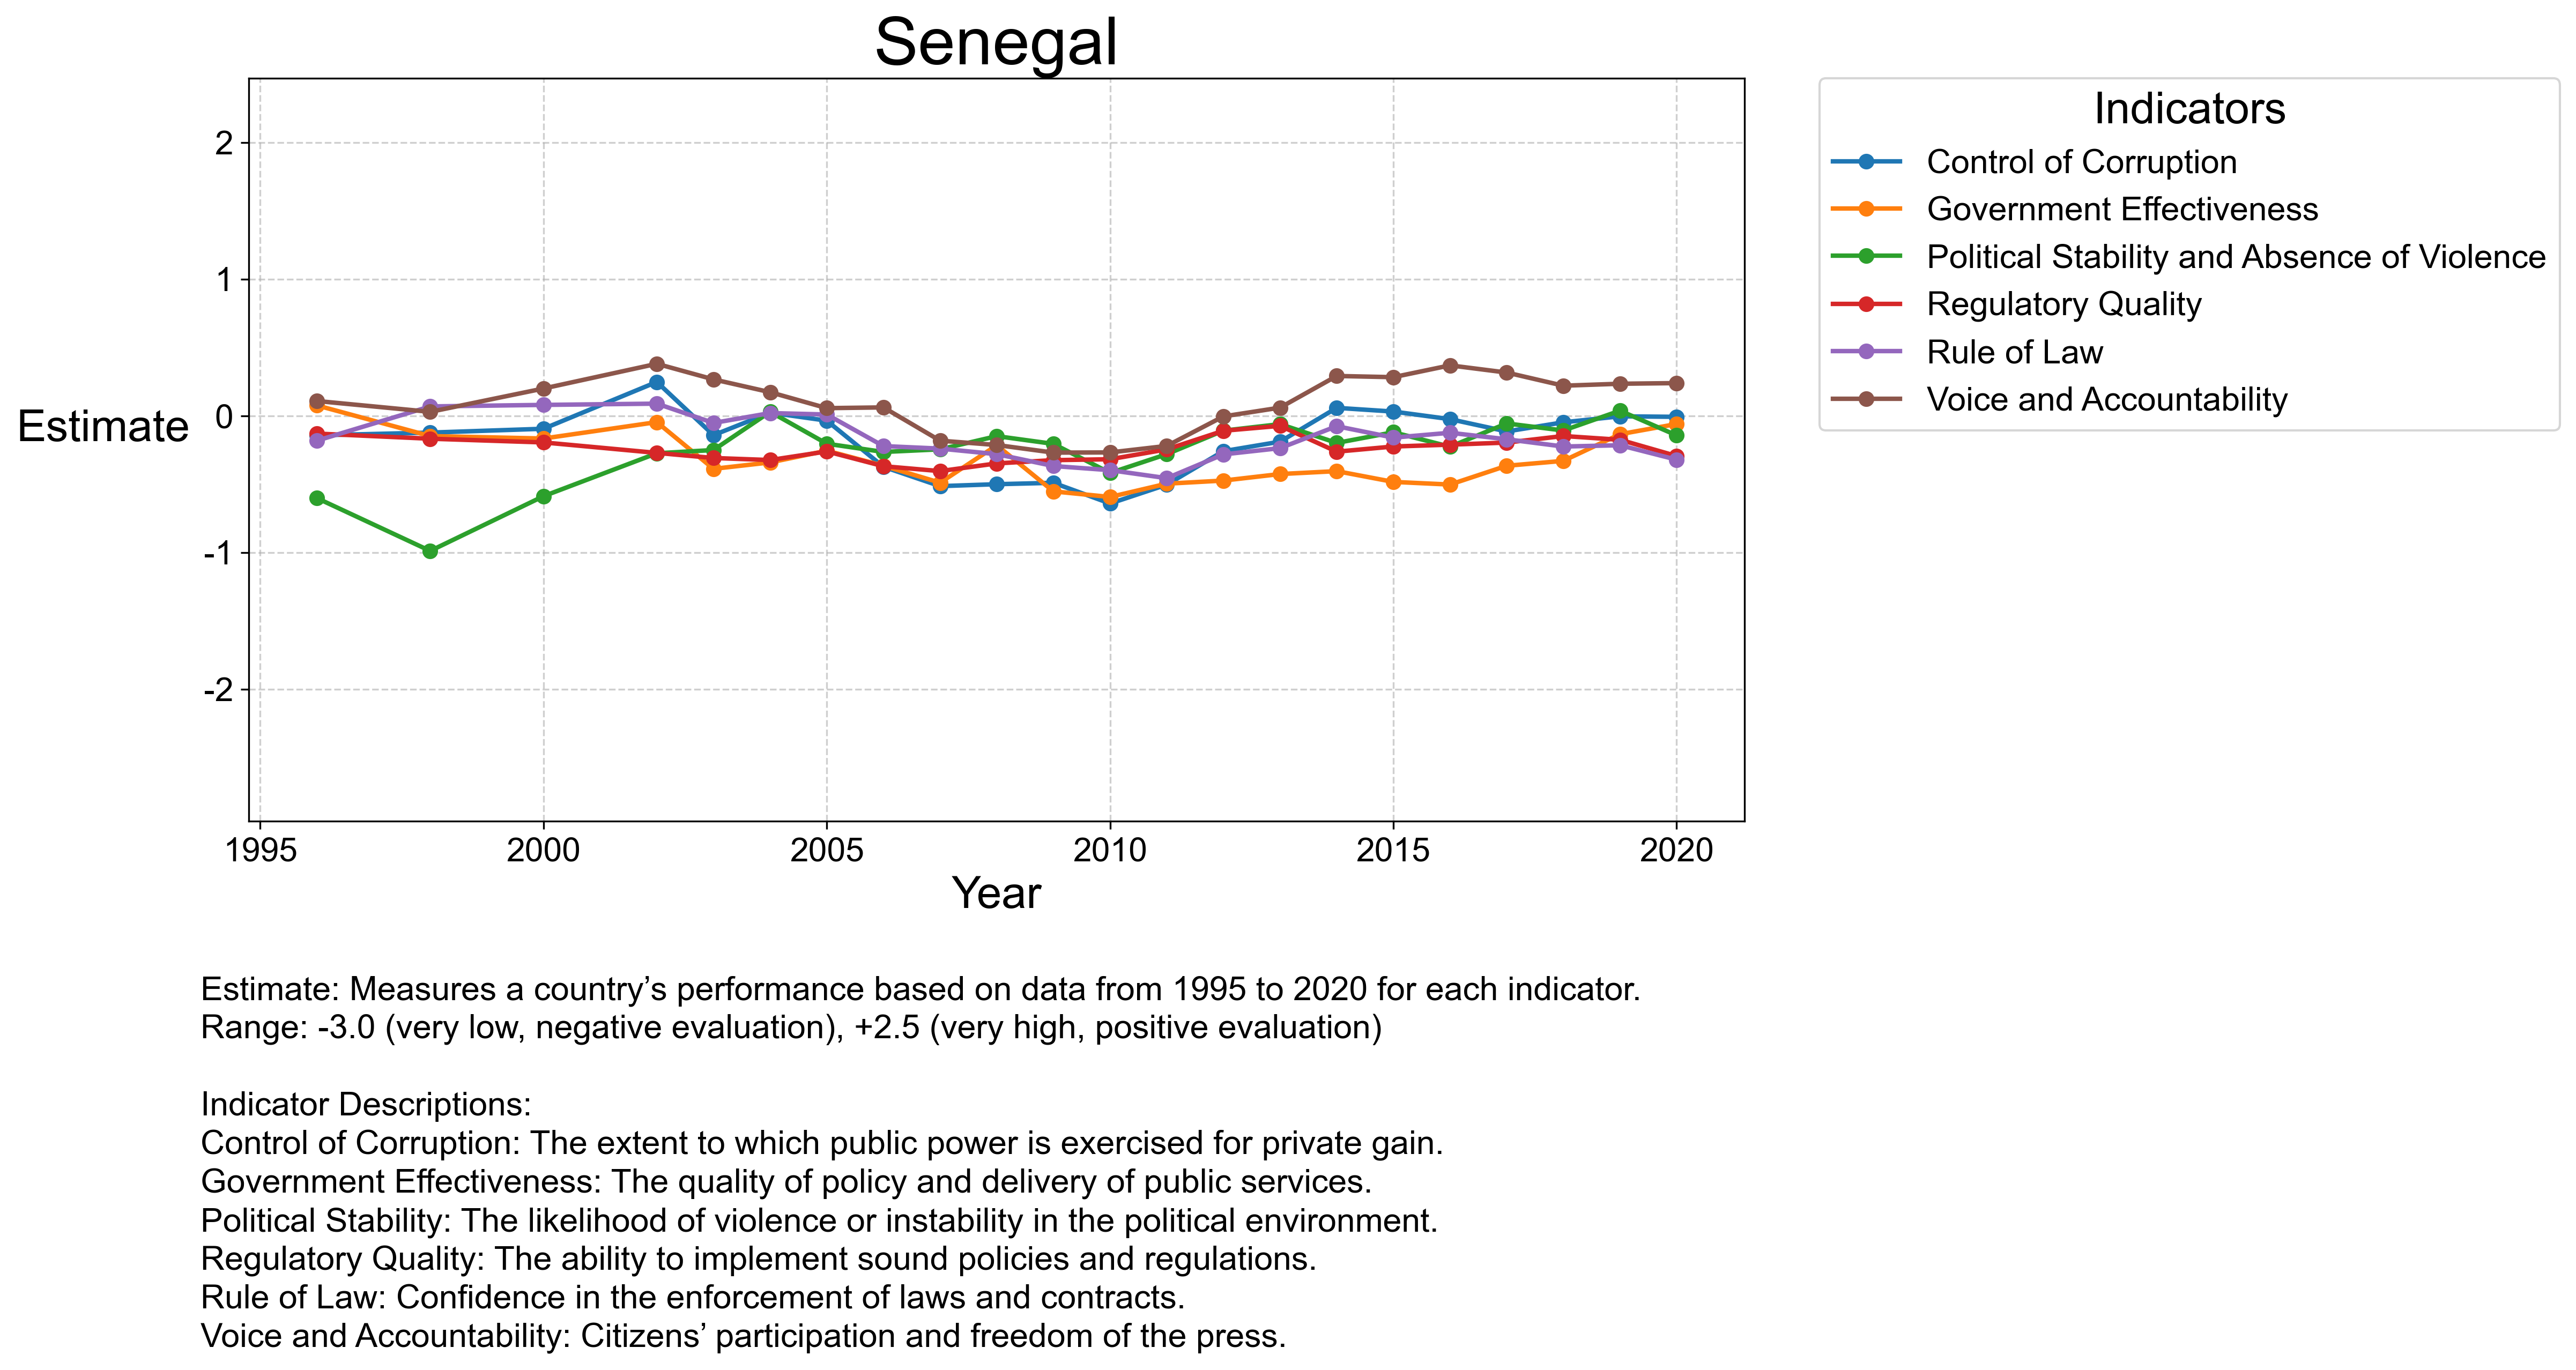 Senegal
Estimate
2
1
0
-1
-2
1995 2000 2005 2010 2015 2020
Year
Indicators
Control of Corruption
Government Effectiveness
Political Stability and Absence of Violence
Regulatory Quality
Rule of Law
Voice and Accountability
Estimate: Measures a country’s performance based on data from 1995 to 2020 for each indicator.
Range: -3.0 (very low, negative evaluation), +2.5 (very high, positive evaluation)
Indicator Descriptions:
Control of Corruption: The extent to which public power is exercised for private gain.
Government Effectiveness: The quality of policy and delivery of public services.
Political Stability: The likelihood of violence or instability in the political environment.
Regulatory Quality: The ability to implement sound policies and regulations.
Rule of Law: Confidence in the enforcement of laws and contracts.
Voice and Accountability: Citizens’ participation and freedom of the press.